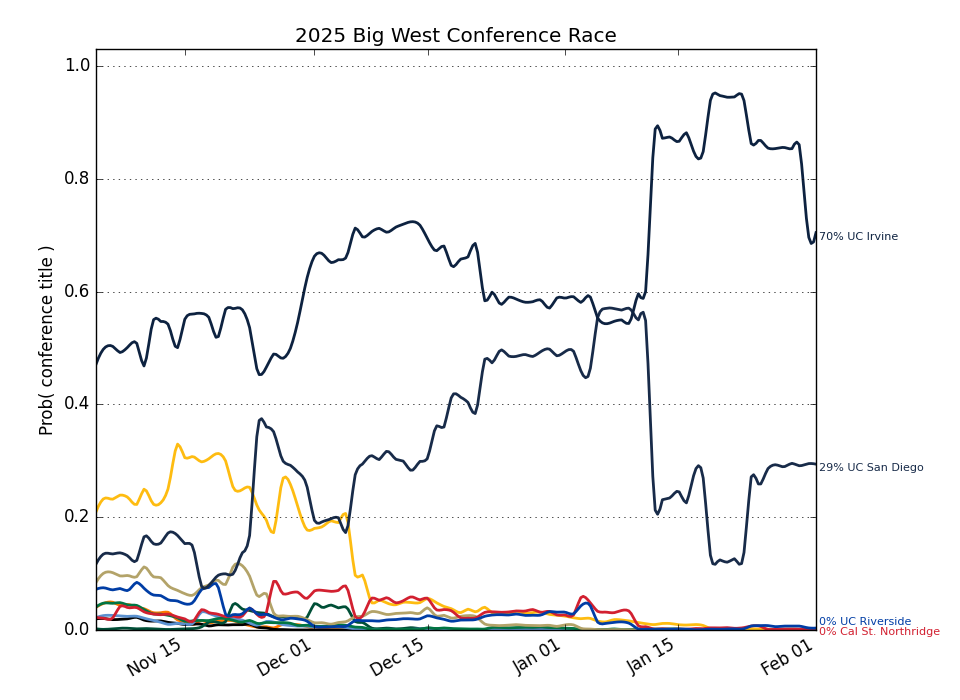 2025 Big West Conference Race
Prob( conference title )
1.0
0.8
0.6
0.4
0.2
0.0
70% UC Irvine
29% UC San Diego
0% UC Riverside
0% Cal St. Northridge
Nov 15
Dec 01
Dec 15
Jan 01
Jan 15
Feb 01